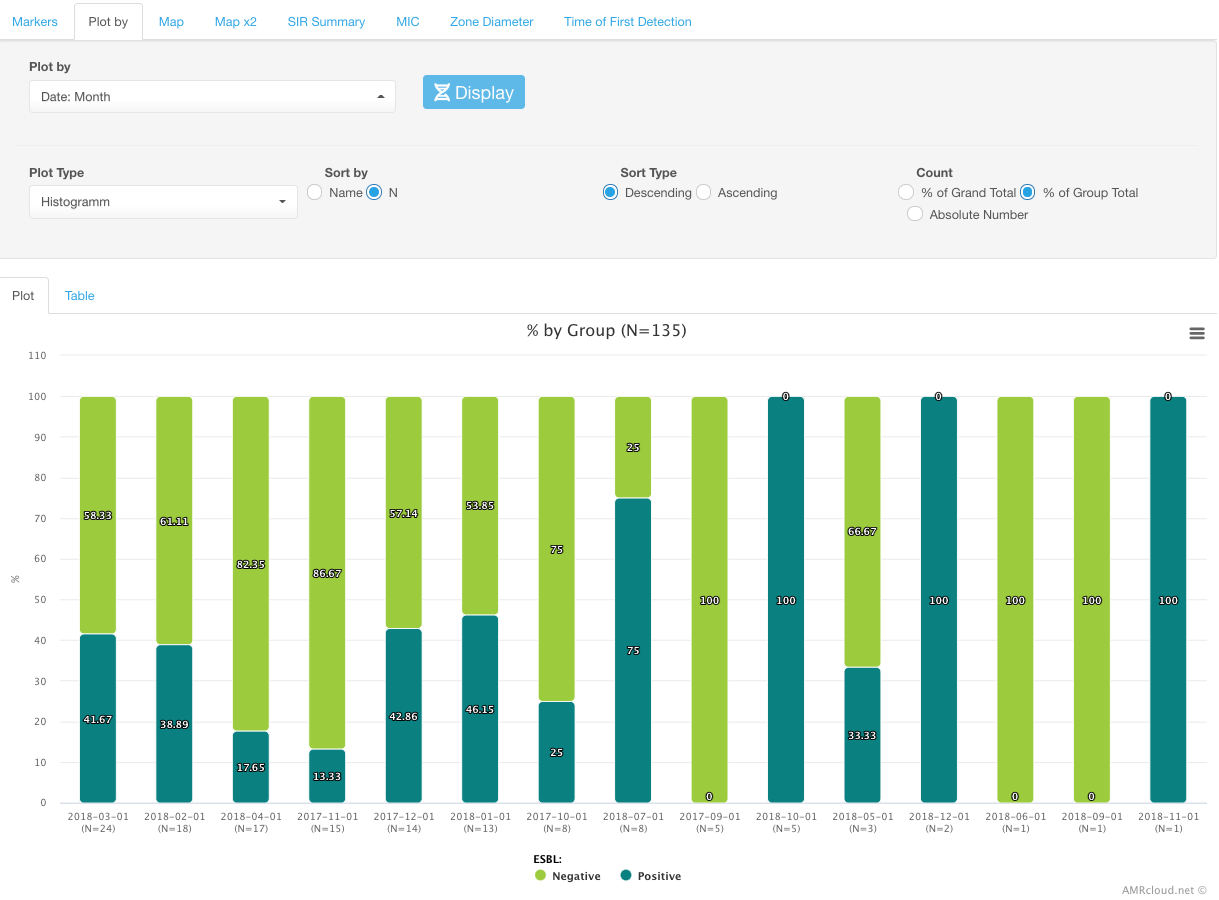 Markers Plot by Map Map x2 SIR Summary MIC Zone Diameter Time of First Detection
Plot by
Date: Month
Display
Plot Type Sort by Sort Type Count
Histogramm Name N Descending Ascending % of Grand Total % of Group Total
Absolute Number
Plot Table
% by Group (N=135)
110
100
90
80
70
60
50
40
30
20
10
0
%
58.33 61.11 82.35 86.67 57.14 53.85 75 25 100 0 66.67 0 100 100 0
41.67 38.89 17.65 13.33 42.86 46.15 25 75 0 100 33.33 100 0 0 100
2018-03-01 2018-02-01 2018-04-01 2017-11-01 2017-12-01 2018-01-01 2017-10-01 2018-07-01 2017-09-01 2018-10-01 2018-05-01 2018-12-01 2018-06-01 2018-09-01 2018-11-01
(N=24) (N=18) (N=17) (N=15) (N=14) (N=13) (N=8) (N=8) (N=5) (N=5) (N=3) (N=2) (N=1) (N=1) (N=1)
ESBL:
Negative Positive
AMRcloud.net ©